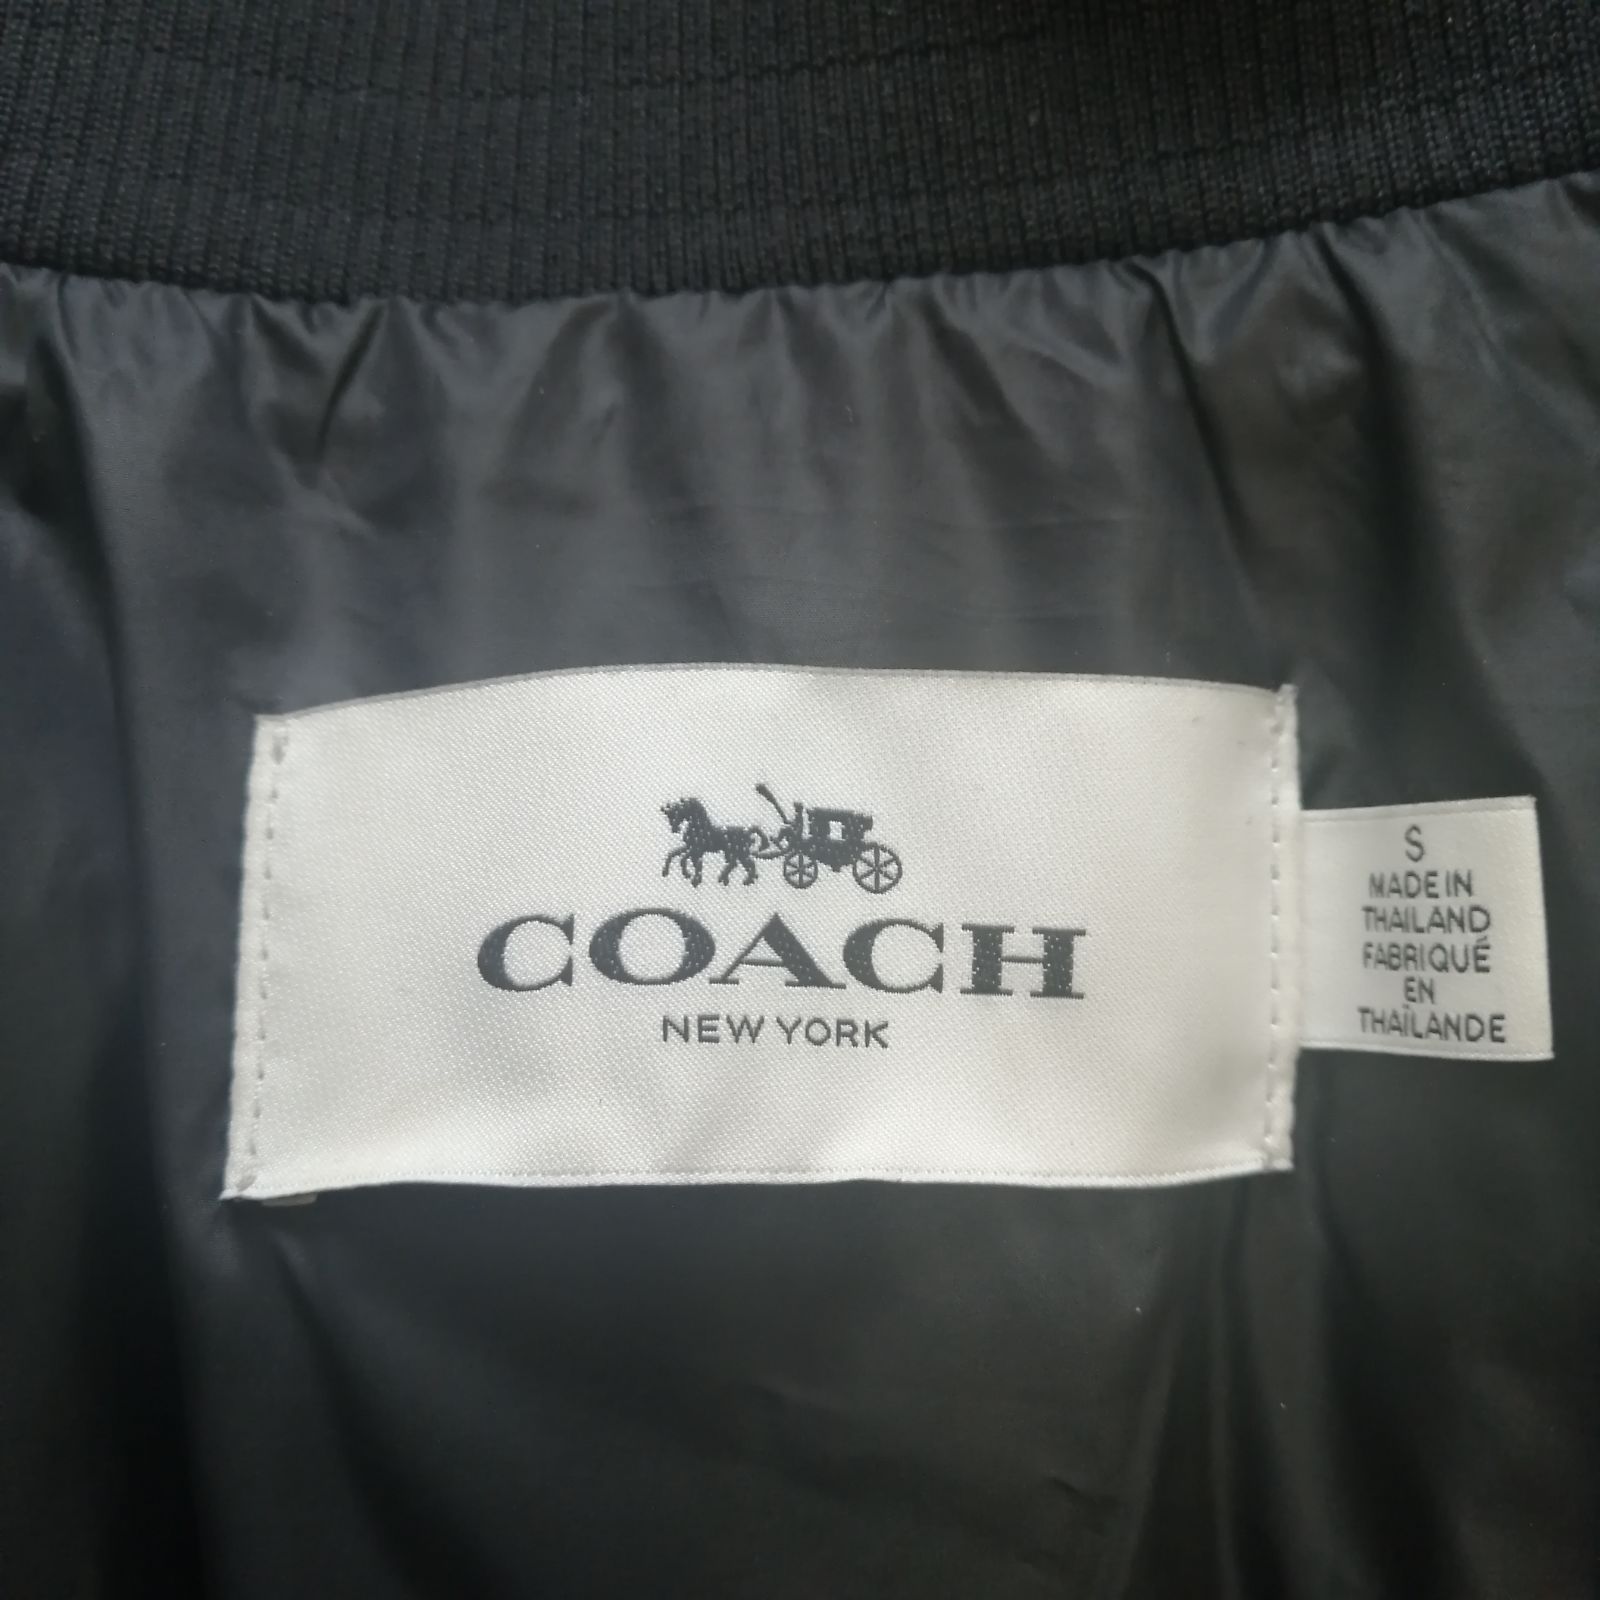 COACH
NEW YORK
S
MADE IN
THAILAND
FABRIQUÉ
EN
THAÏLANDE